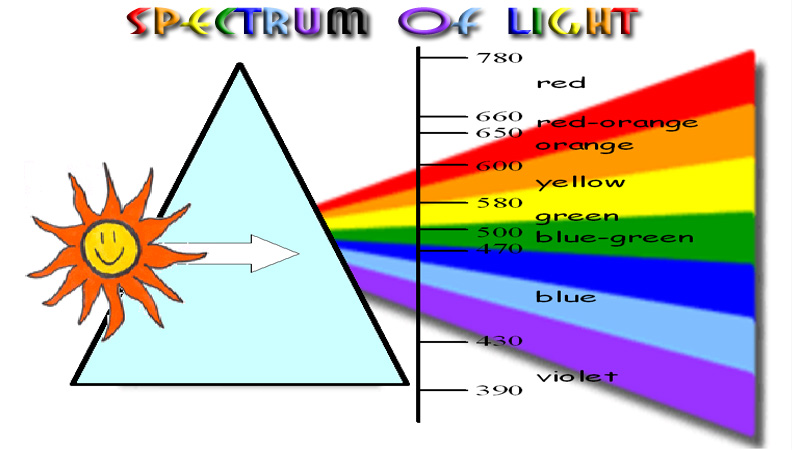 SPECTRUM OF LIGHT
780
red
660
red-orange
650
orange
600
yellow
580
green
500
blue-green
470
blue
430
violet
390